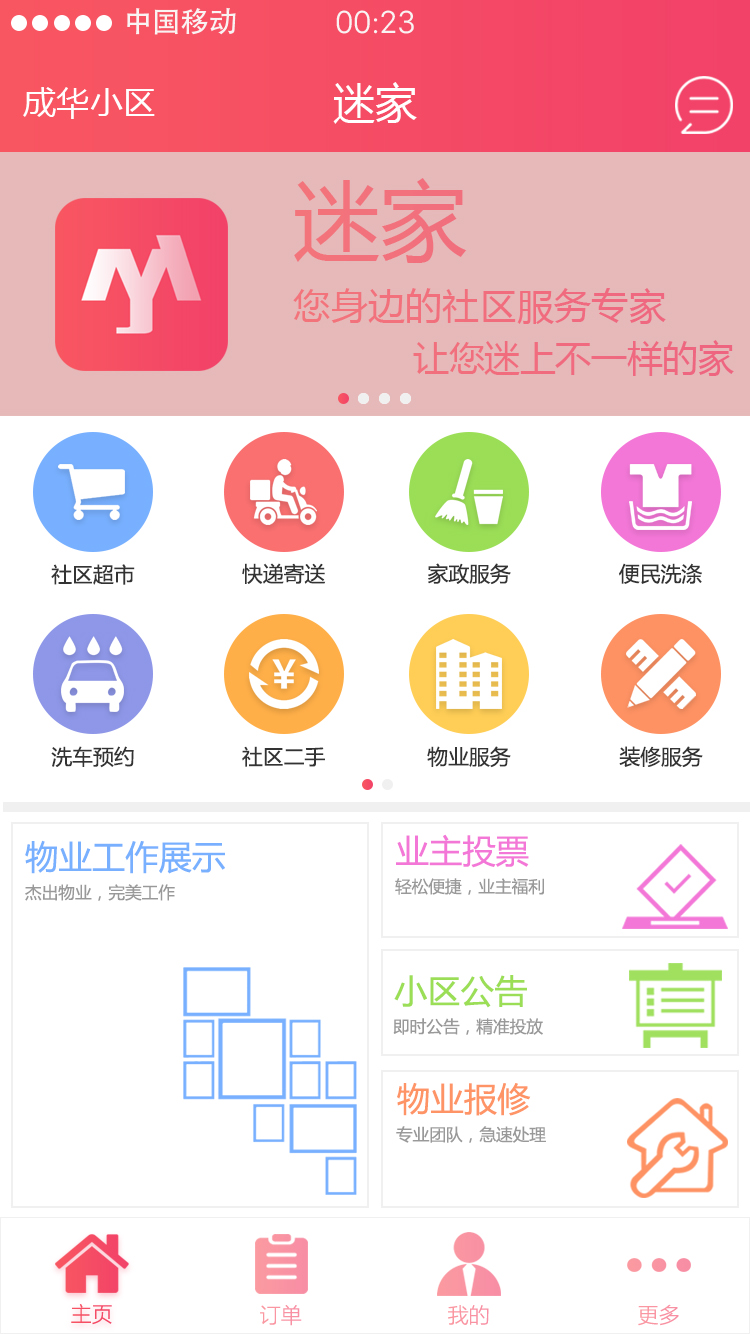 中国移动 00:23
成华小区 迷家
迷家
您身边的社区服务专家
让您迷上不一样的家
社区超市 快递寄送 家政服务 便民洗涤
¥
洗车预约 社区二手 物业服务 装修服务
物业工作展示
杰出物业，完美工作
业主投票
轻松便捷，业主福利
小区公告
即时公告，精准投放
物业报修
专业团队，急速处理
主页 订单 我的 更多